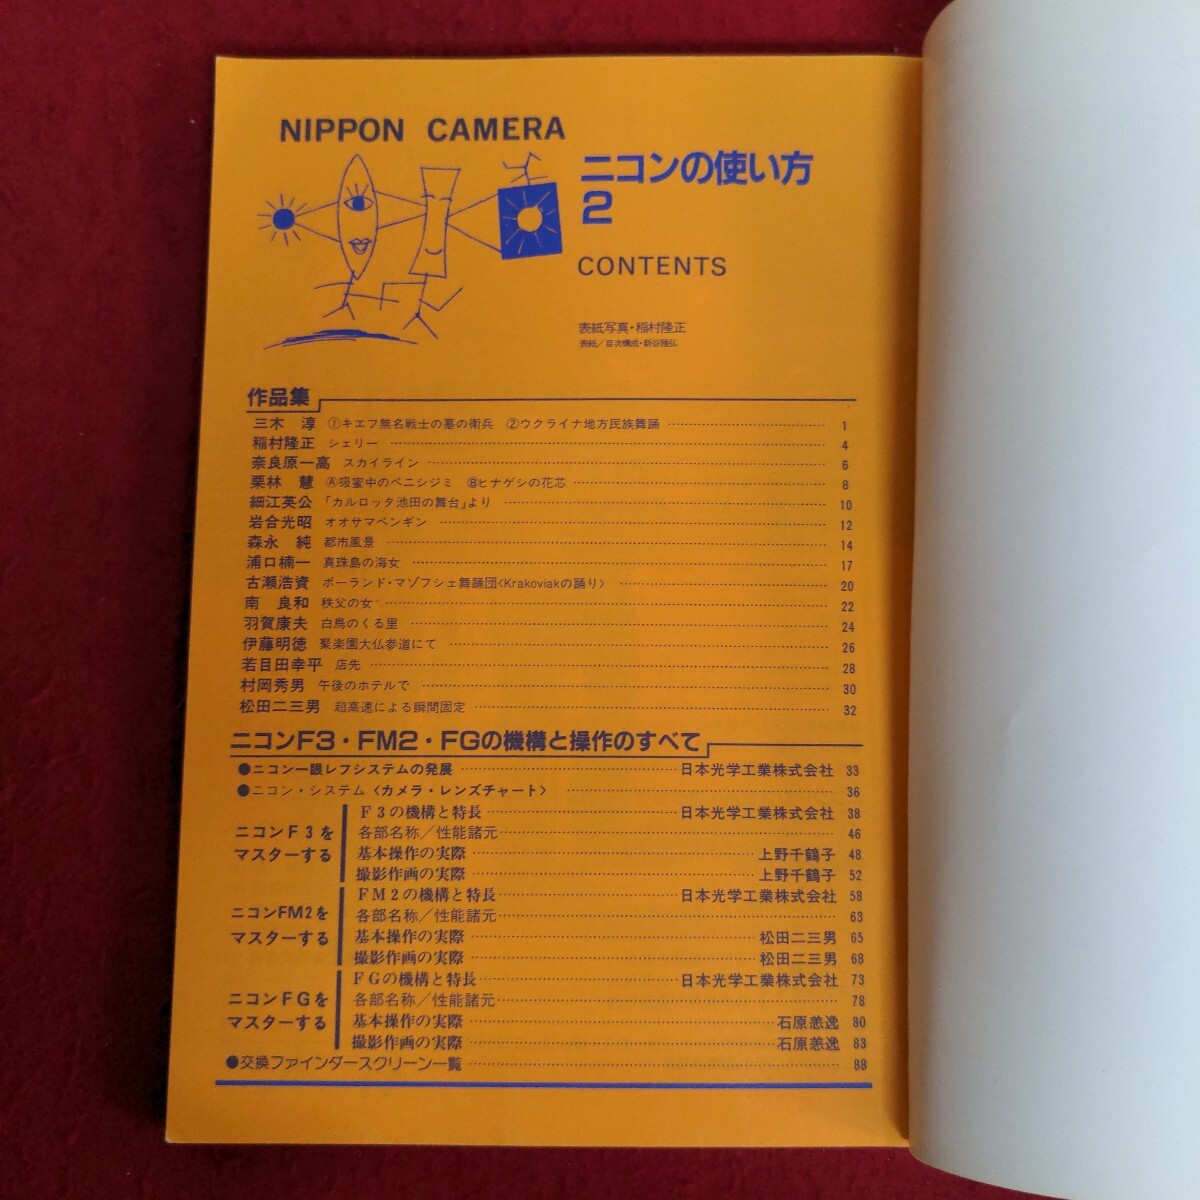 NIPPON CAMERA
ニコンの使い方
2
CONTENTS
表紙写真・稲村隆正
表紙／目次構成・新谷雅弘
作品集
三木 淳 ①キエフ無名戦士の墓の衛兵 ②ウクライナ地方民族舞踊 1
稲村隆正 シェリー 4
奈良原一高 スカイライン 6
栗林 慧 Ⓐ吸蜜中のベニシジミ Ⓑヒナゲシの花芯 8
細江英公 「カルロッタ池田の舞台」より 10
岩合光昭 オオサマペンギン 12
森永 純 都市風景 14
浦口楠一 真珠島の海女 17
古瀬浩資 ポーランド・マゾフシェ舞踊団〈Krakoviakの踊り〉 20
南 良和 秩父の女 22
羽賀康夫 白鳥のくる里 24
伊藤明徳 聚楽園大仏参道にて 26
若目田幸平 店先 28
村岡秀男 午後のホテルで 30
松田二三男 超高速による瞬間固定 32
ニコンF3・FM2・FGの機構と操作のすべて
●ニコン一眼レフシステムの発展 日本光学工業株式会社 33
●ニコン・システム〈カメラ・レンズチャート〉 36
ニコンF3を
マスターする
F3の機構と特長 日本光学工業株式会社 38
各部名称／性能諸元 46
基本操作の実際 上野千鶴子 48
撮影作画の実際 上野千鶴子 52
ニコンFM2を
マスターする
FM2の機構と特長 日本光学工業株式会社 58
各部名称／性能諸元 63
基本操作の実際 松田二三男 65
撮影作画の実際 松田二三男 68
ニコンFGを
マスターする
FGの機構と特長 日本光学工業株式会社 73
各部名称／性能諸元 78
基本操作の実際 石原恙逸 80
撮影作画の実際 石原恙逸 83
●交換ファインダースクリーン一覧 88